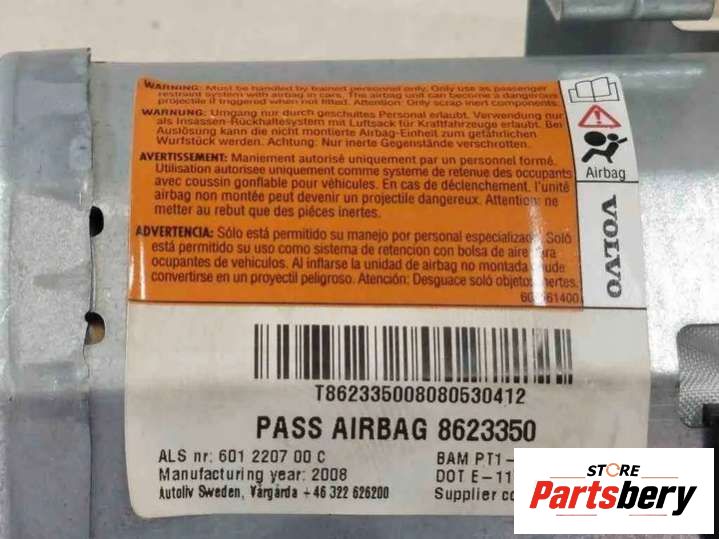 WARNING: Must be handled by trained personnel only. Only use as passenger
restraint system with airbag in cars. The airbag unit can become a dangerous
projectile if triggered when not fitted. Attention: Only scrap inert components.
WARNUNG: Umgang nur durch geschultes Personal erlaubt. Verwendung nur
als Insassen-Rückhaltesystem mit Luftsack für Kraftfahrzeuge erlaubt. Bei
Auslösung kann die nicht montierte Airbag-Einheit zum gefährlichen
Wurfstück werden. Achtung: Nur inerte Gegenstände verschrotten.
AVERTISSEMENT: Maniement autorisé uniquement par un personnel formé.
Utilisation autorisee uniquement comme système de retenue des occupants
avec coussin gonflable pour véhicules. En cas de déclenchement. l'unité
airbag non montée peut devenir un projectile dangereux. Attention: ne
metter au rebut que des piéces inertes.
ADVERTENCIA: Sólo está permitido su manejo por personal especializado. Soló
está permitido su uso como sistema de retención con bolsa de aire para
ocupantes de vehiculos. Al inflarse la unidad de airbag no montada
convertirse en un proyectil peligroso. Atención: Desguace soló objetos inertes.
Airbag
VOLVO
T862335008080530412
PASS AIRBAG 8623350
ALS nr: 601 2207 00 C
BAM PT1-
Manufacturing year: 2008
DOT E-11
Autoliv Sweden, Vårgårda +46 322 626200
Supplier co
STORE
Partsbery